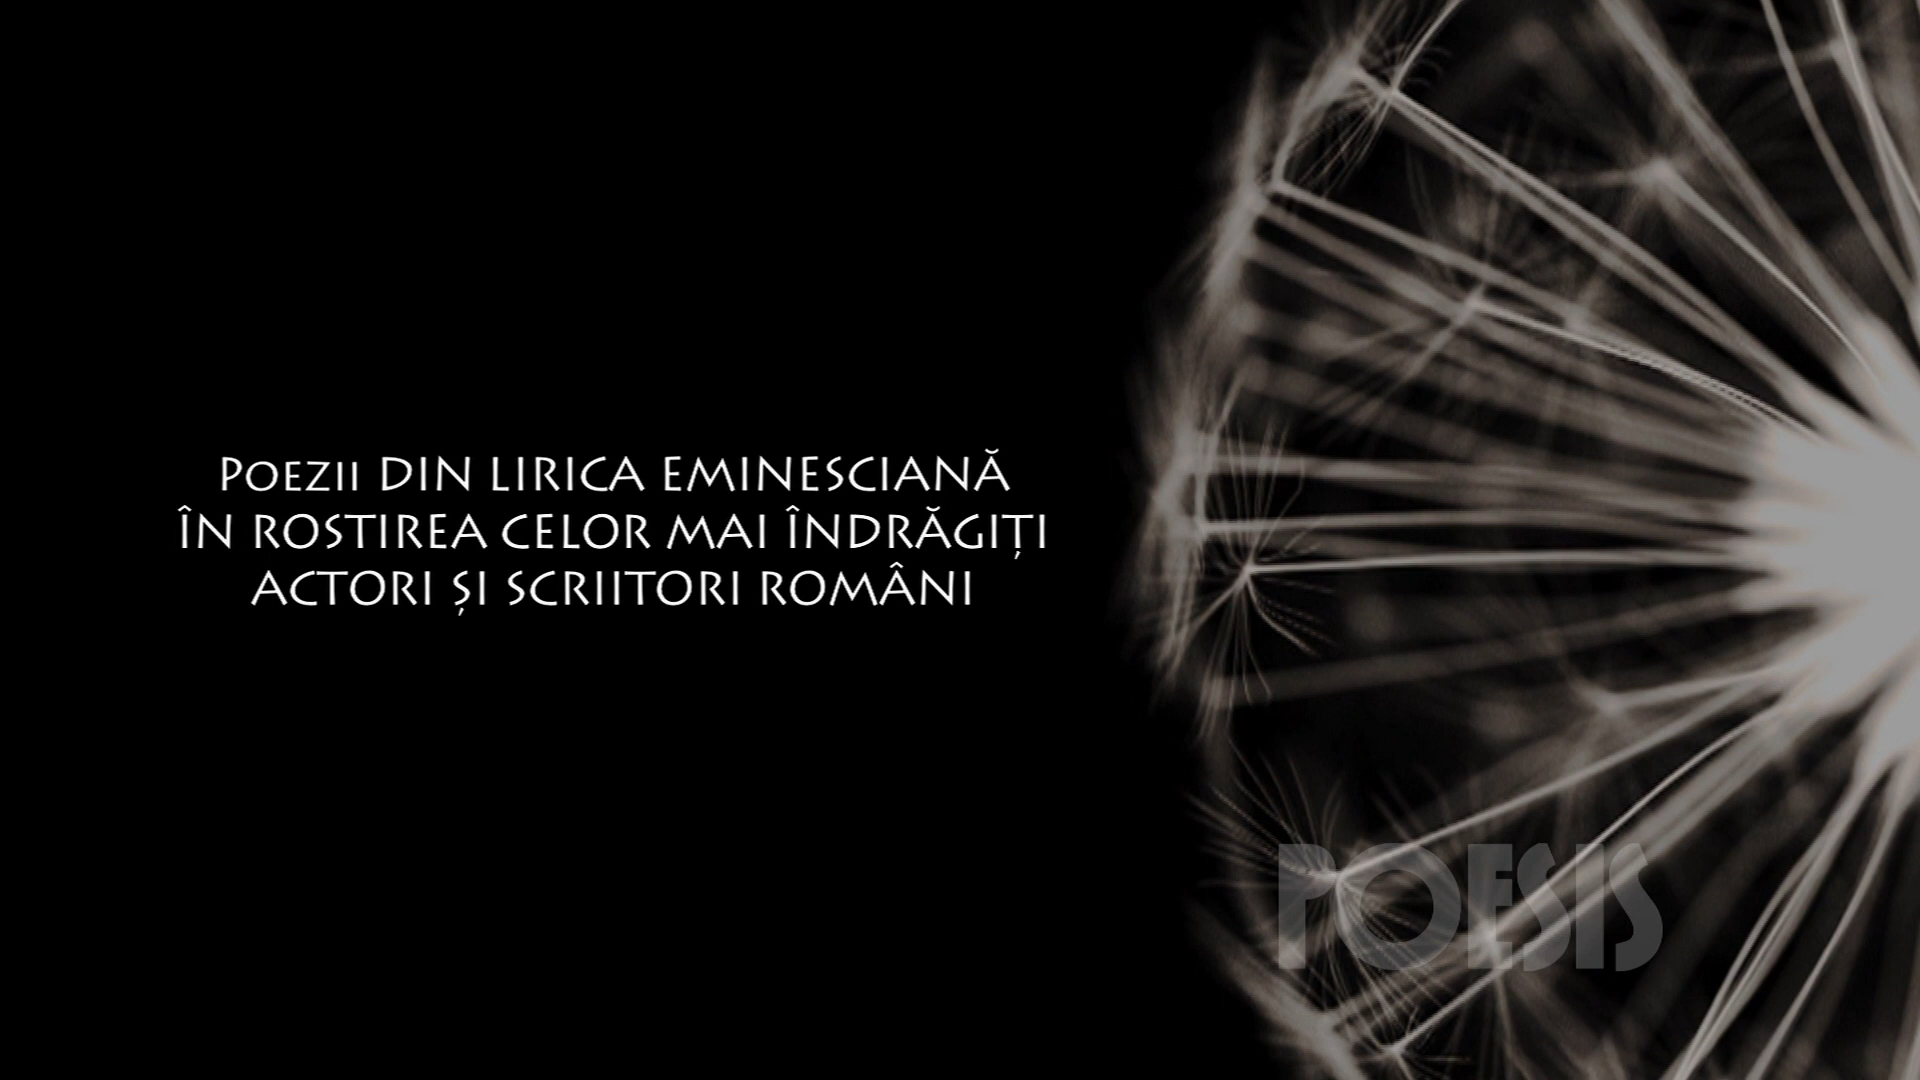 Poezii DIN LIRICA EMINESCIANĂ
ÎN ROSTIREA CELOR MAI ÎNDRĂGIȚI
ACTORI ȘI SCRIITORI ROMÂNI
POESIS